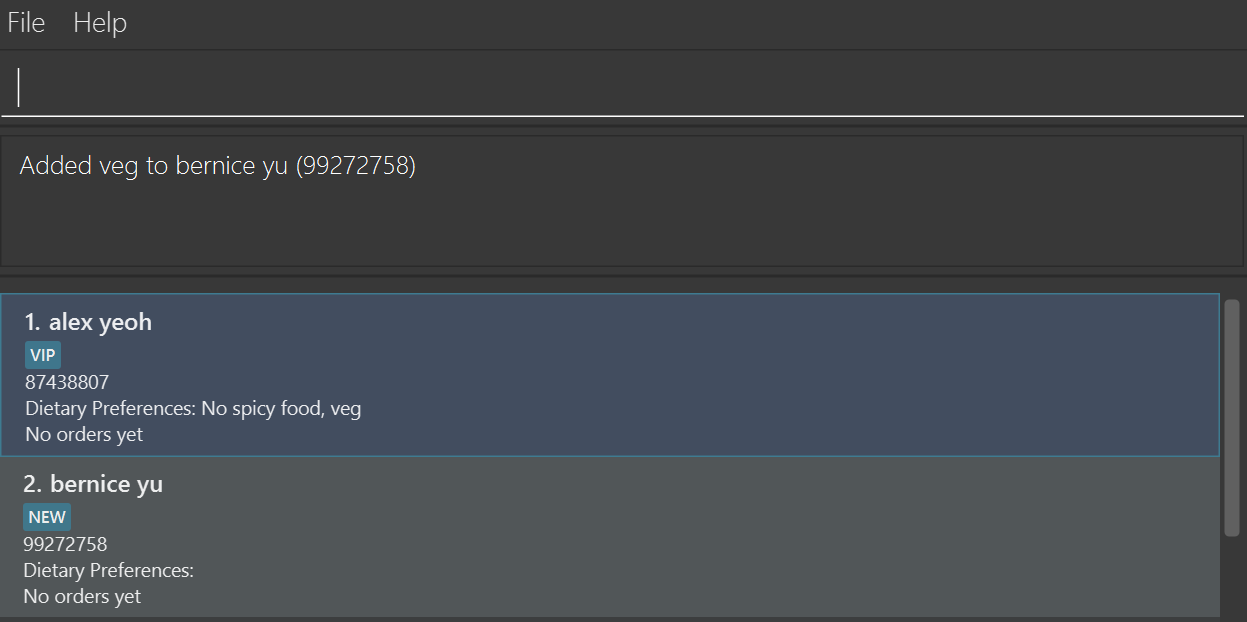 File Help
Added veg to bernice yu (99272758)
1. alex yeoh
VIP
87438807
Dietary Preferences: No spicy food, veg
No orders yet
2. bernice yu
NEW
99272758
Dietary Preferences:
No orders yet